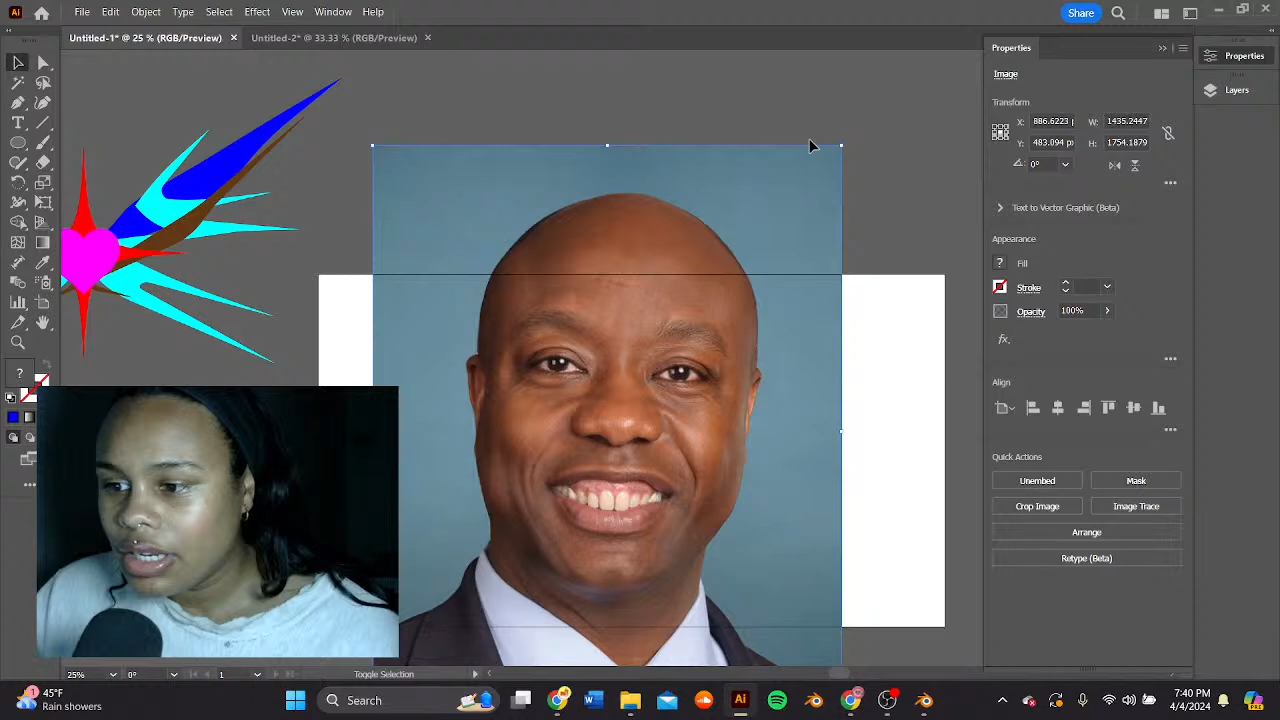 Ai File Edit Object Type Select Effect View Window Help Share
Untitled-1* @ 25 % (RGB/Preview) × Untitled-2* @ 33.33 % (RGB/Preview) ×
Properties
Properties
Image
Layers
Transform
X: 886.6223 W: 1435.2447
Y: 483.094 p H: 1754.1879
0°
Text to Vector Graphic (Beta)
Appearance
? Fill
Stroke
Opacity 100%
fx.
?
Align
Quick Actions
Unembed Mask
Crop Image Image Trace
Arrange
Retype (Beta)
25% 0° 1 Toggle Selection
45°F
Rain showers
Search
7:40 PM
4/4/2024